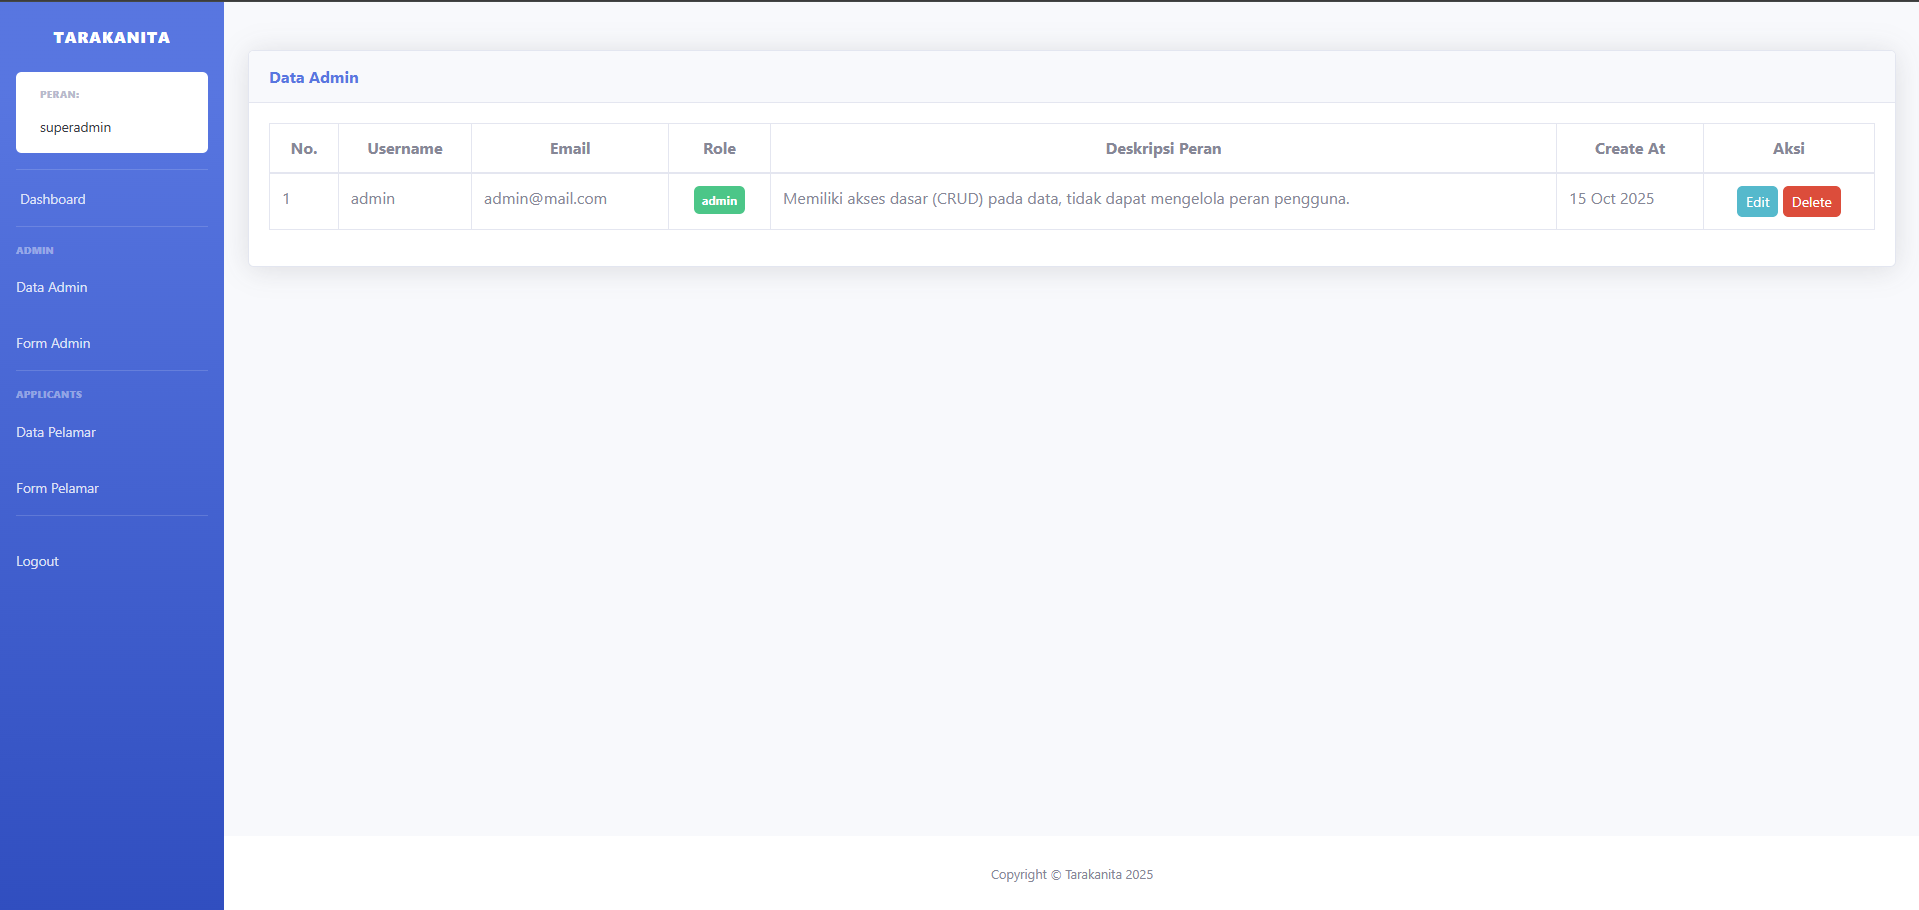 TARAKANITA
PERAN:
superadmin
Dashboard
ADMIN
Data Admin
Form Admin
APPLICANTS
Data Pelamar
Form Pelamar
Logout
Data Admin
No. Username Email Role Deskripsi Peran Create At Aksi
1 admin admin@mail.com admin Memiliki akses dasar (CRUD) pada data, tidak dapat mengelola peran pengguna. 15 Oct 2025 Edit Delete
Copyright © Tarakanita 2025